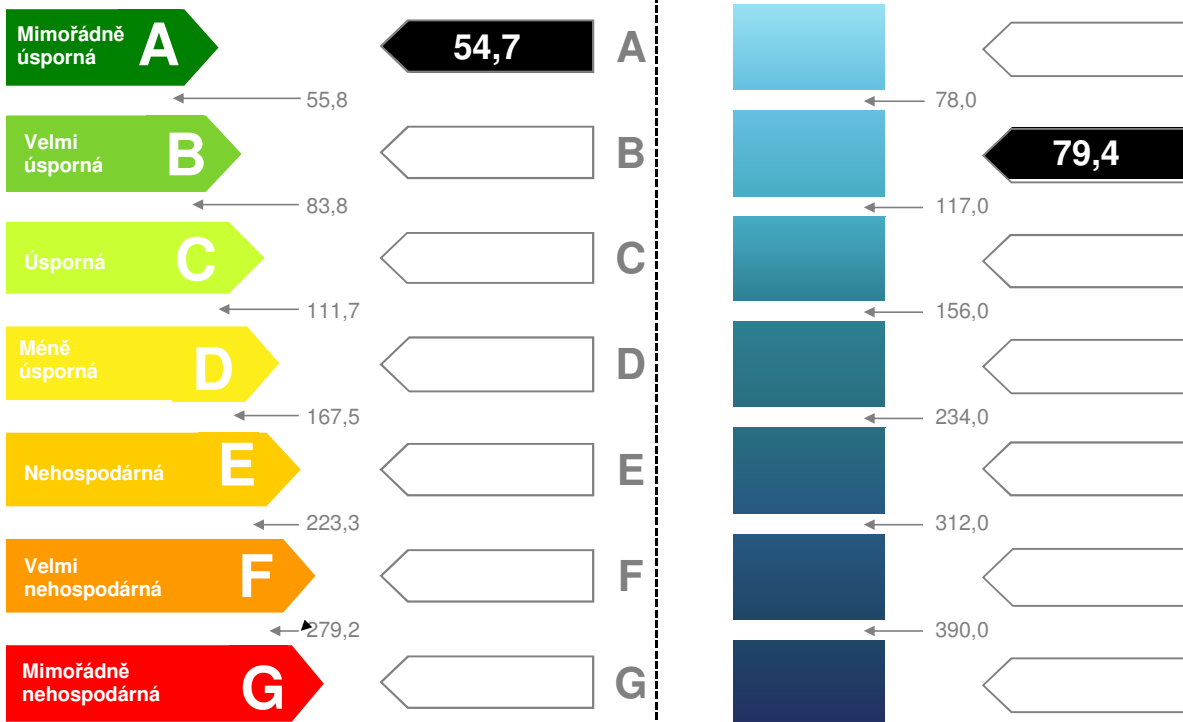 Mimořádně
úsporná
A
54,7
A
55,8
78,0
Velmi
úsporná
B
B
79,4
83,8
117,0
Úsporná
C
C
111,7
156,0
Méně
úsporná
D
D
167,5
234,0
Nehospodárná
E
E
223,3
312,0
Velmi
nehospodárná
F
F
279,2
390,0
Mimořádně
nehospodárná
G
G